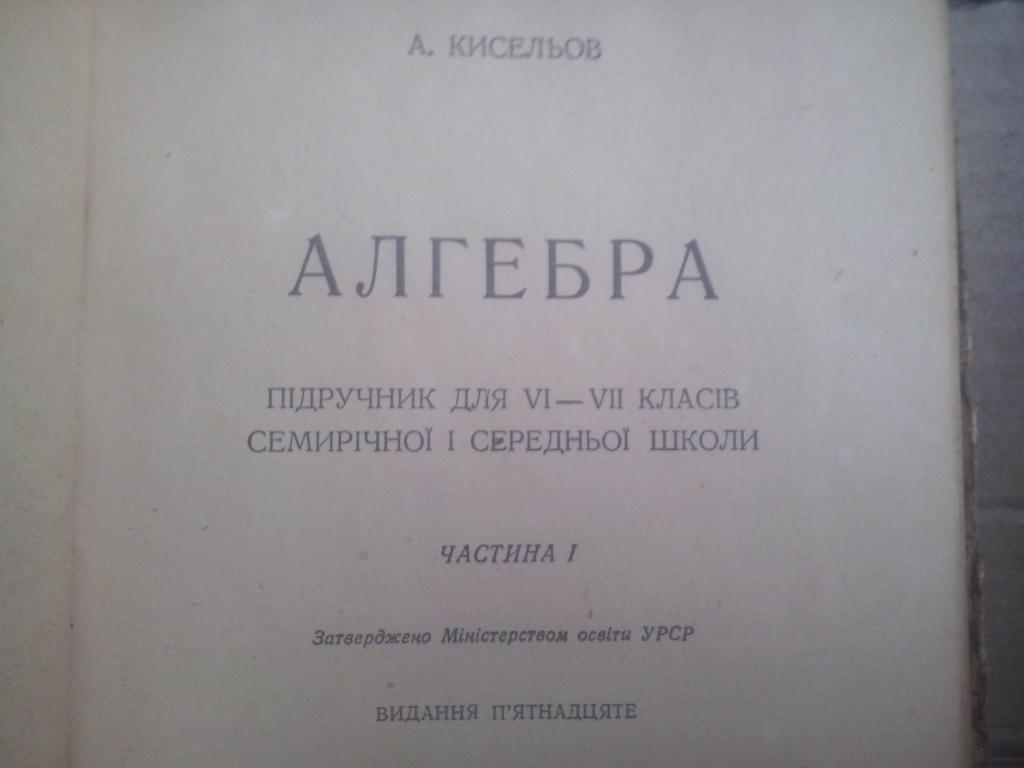 А. КИСЕЛЬОВ
АЛГЕБРА
ПІДРУЧНИК ДЛЯ VI—VII КЛАСІВ
СЕМИРІЧНОЇ І СЕРЕДНЬОЇ ШКОЛИ
ЧАСТИНА I
Затверджено Міністерством освіти УРСР
ВИДАННЯ П'ЯТНАДЦЯТЕ